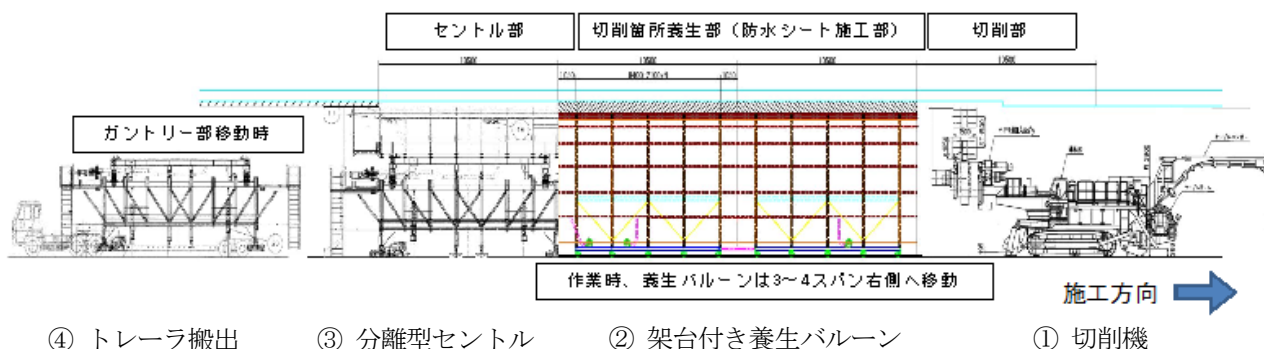 セントル部
切削箇所養生部（防水シート施工部）
切削部
10500
10500
10500
10500
ガントリー部移動時
作業時、養生バルーンは3～4スパン右側へ移動
施工方向
④ トレーラ搬出
③ 分離型セントル
② 架台付き養生バルーン
① 切削機